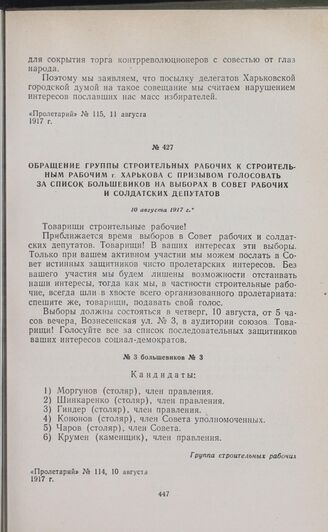 для сокрытия торга контрреволюционеров с совестью от глаз
народа.
Поэтому мы заявляем, что посылку делегатов Харьковской
городской думой на такое совещание мы считаем нарушением
интересов пославших нас масс избирателей.
«Пролетарий» № 115, 11 августа
1917 г.
№ 427
ОБРАЩЕНИЕ ГРУППЫ СТРОИТЕЛЬНЫХ РАБОЧИХ К СТРОИТЕЛЬ-
НЫМ РАБОЧИМ г. ХАРЬКОВА С ПРИЗЫВОМ ГОЛОСОВАТЬ
ЗА СПИСОК БОЛЬШЕВИКОВ НА ВЫБОРАХ В СОВЕТ РАБОЧИХ
И СОЛДАТСКИХ ДЕПУТАТОВ
10 августа 1917 г.*
Товарищи строительные рабочие!
Приближается время выборов в Совет рабочих и солдат-
ских депутатов. Товарищи! В ваших интересах эти выборы.
Только при вашем активном участии мы можем послать в Со-
вет истинных защитников чисто пролетарских интересов. Без
вашего участия мы будем лишены возможности отстаивать
наши интересы, тогда как мы, в частности строительные рабо-
чие, всегда шли в хвосте всего организованного пролетариата:
спешите же, товарищи, подавать свой голос.
Выборы должны состояться в четверг, 10 августа, от 5 ча-
сов вечера, Вознесенская ул. № 3, в аудитории союзов. Това-
рищи! Голосуйте все за список последовательных защитников
ваших интересов социал-демократов.
№ 3 большевиков № 3
Кандидаты:
1) Моргунов (столяр), член правления.
2) Шинкаренко (столяр), член правления.
3) Гиндер (столяр), член правления.
4) Кононов (столяр), член Совета уполномоченных.
5) Чаров (столяр), член Совета.
6) Крумен (каменщик), член правления.
Группа строительных рабочих
«Пролетарий» № 114, 10 августа
1917 г.
447